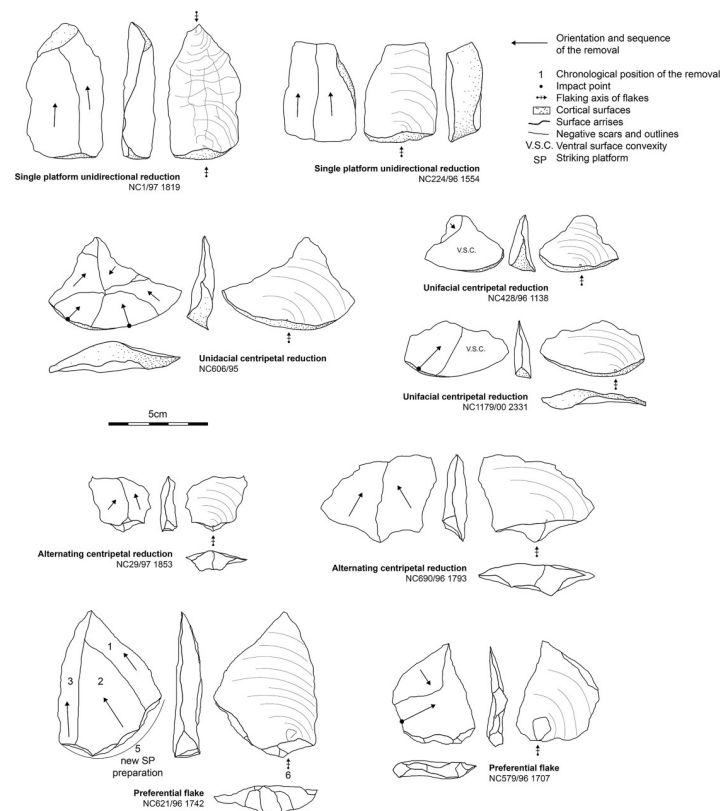 Orientation and sequence
of the removal
1 Chronological position of the removal
Impact point
Flaking axis of flakes
Cortical surfaces
Surface arrises
Negative scars and outlines
V.S.C. Ventral surface convexity
SP Striking platform
Single platform unidirectional reduction
NC1/97 1819
Single platform unidirectional reduction
NC224/96 1554
V.S.C.
Unifacial centripetal reduction
NC428/96 1138
Unidacial centripetal reduction
NC606/95
V.S.C.
Unifacial centripetal reduction
NC1179/00 2331
5cm
Alternating centripetal reduction
NC29/97 1853
Alternating centripetal reduction
NC690/96 1793
1
3
2
5
new SP
preparation
6
Preferential flake
NC621/96 1742
Preferential flake
NC579/96 1707